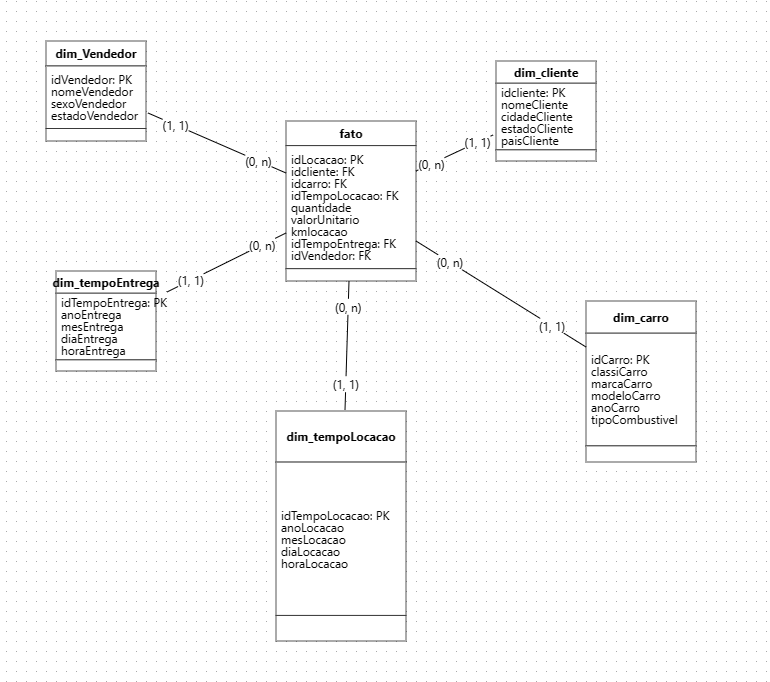 dim_Vendedor
idVendedor: PK
nomeVendedor
sexoVendedor
estadoVendedor
(1, 1)
(0, n)
dim_cliente
idcliente: PK
nomeCliente
cidadeCliente
estadoCliente
paisCliente
(1, 1)
(0, n)
fato
idLocacao: PK
idcliente: FK
idcarro: FK
idTempoLocacao: FK
quantidade
valorUnitario
kmlocacao
idTempoEntrega: FK
idVendedor: FK
(0, n)
(1, 1)
dim_tempoEntrega
idTempoEntrega: PK
anoEntrega
mesEntrega
diaEntrega
horaEntrega
(0, n)
(1, 1)
dim_carro
idCarro: PK
classiCarro
marcaCarro
modeloCarro
anoCarro
tipoCombustivel
(0, n)
(1, 1)
dim_tempoLocacao
idTempoLocacao: PK
anoLocacao
mesLocacao
diaLocacao
horaLocacao